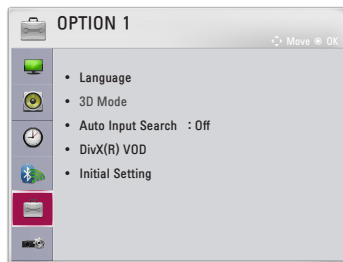 OPTION 1
Move OK
• Language
• 3D Mode
• Auto Input Search : Off
• DivX(R) VOD
• Initial Setting